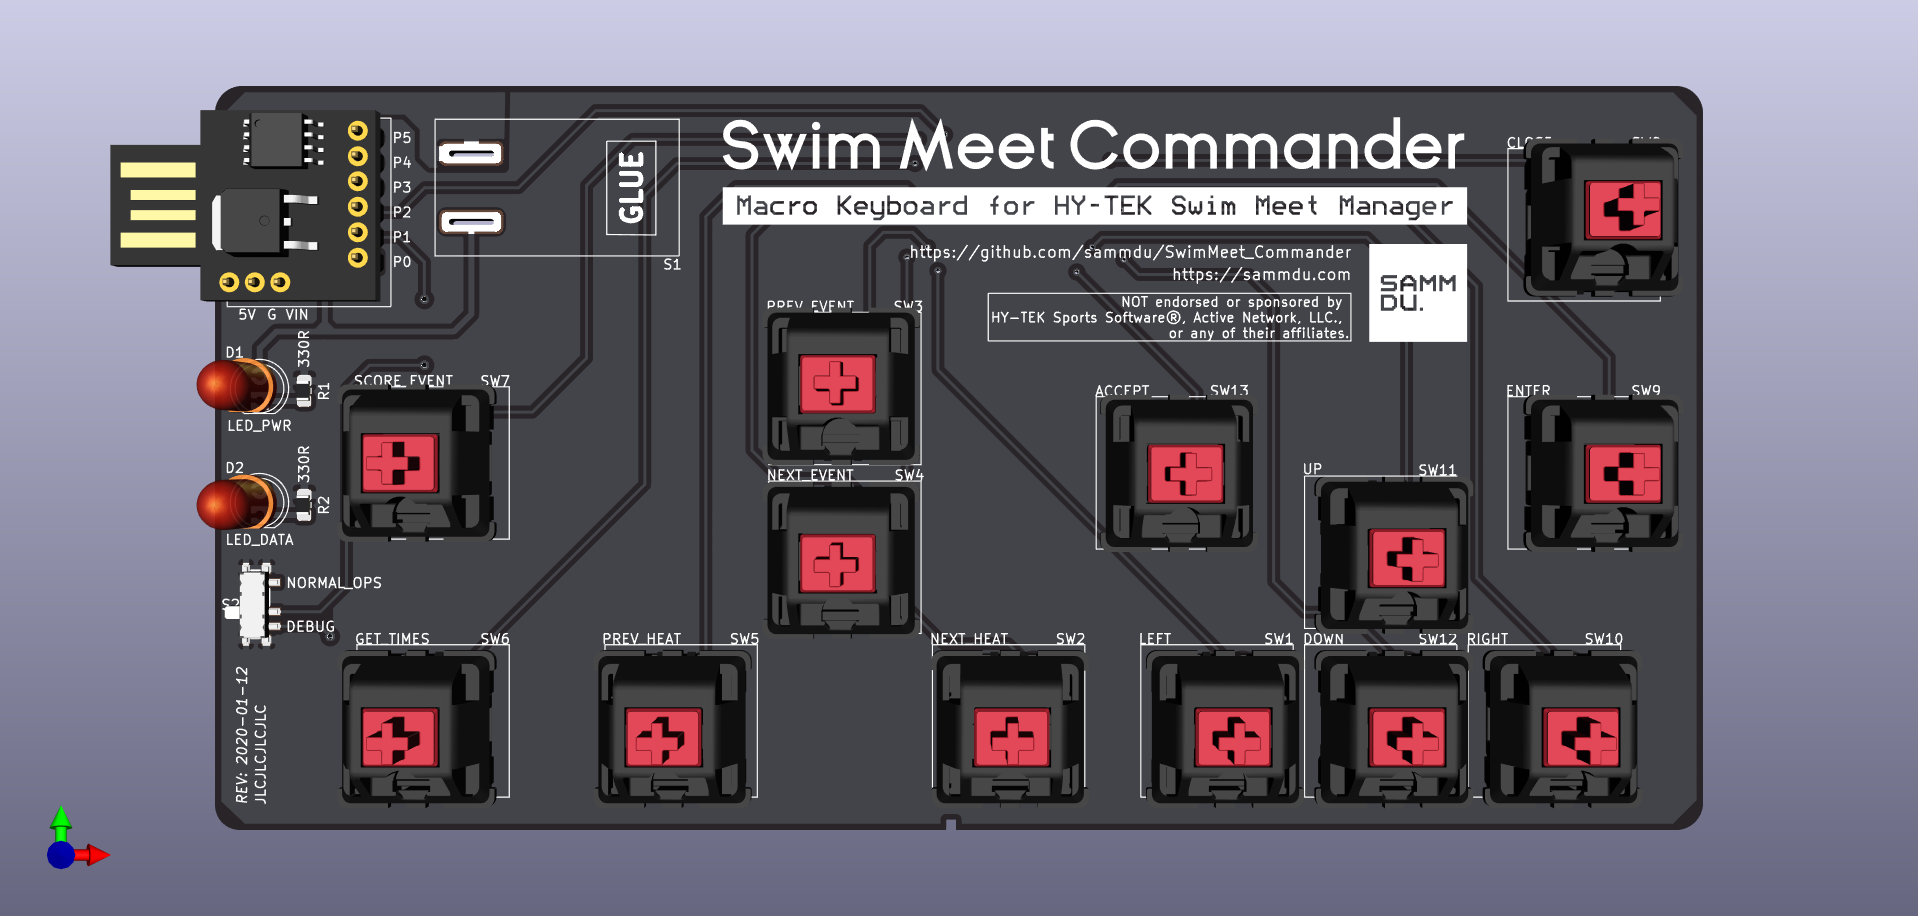 Swim Meet Commander
Macro Keyboard for HY-TEK Swim Meet Manager
https://github.com/sammdu/SwimMeet_Commander
https://sammdu.com
NOT endorsed or sponsored by
HY-TEK Sports Software®, Active Network, LLC.,
or any of their affiliates.
SAMM
DU.
P5
P4
P3
P2
P1
P0
5V G VIN
GLUE
S1
D1
330R
R1
LED_PWR
D2
330R
R2
LED_DATA
S2
NORMAL_OPS
DEBUG
REV: 2020-01-12
JLCJLCJLCJLC
SCORE_EVENT SW7
PREV_EVENT SW3
NEXT_EVENT SW4
ACCEPT SW13
ENTER SW9
UP SW11
GET_TIMES SW6
PREV_HEAT SW5
NEXT_HEAT SW2
LEFT SW1
DOWN SW12
RIGHT SW10